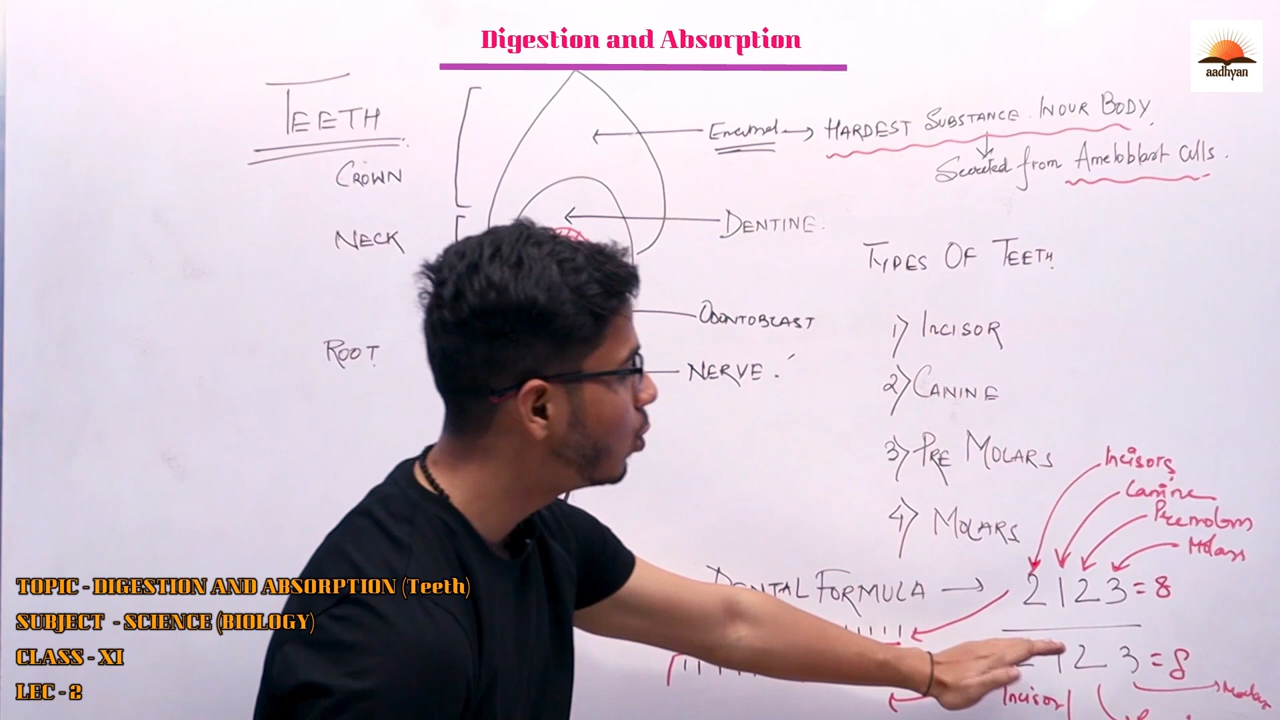 Digestion and Absorption
aadhyan
TEETH
CROWN
NECK
ROOT
Enamel → HARDEST SUBSTANCE IN OUR BODY.
Secreted from Ameloblast cells.
DENTINE.
ODONTOBLAST
NERVE.
TYPES OF TEETH
1) INCISOR
2) CANINE
3) PRE MOLARS
4) MOLARS
Incisors
Canine
Premolars
Molars
DENTAL FORMULA → 2 1 2 3 = 8
2 1 2 3 = 8
Incisor
TOPIC - DIGESTION AND ABSORPTION (Teeth)
SUBJECT - SCIENCE (BIOLOGY)
CLASS - XI
LEC - 2